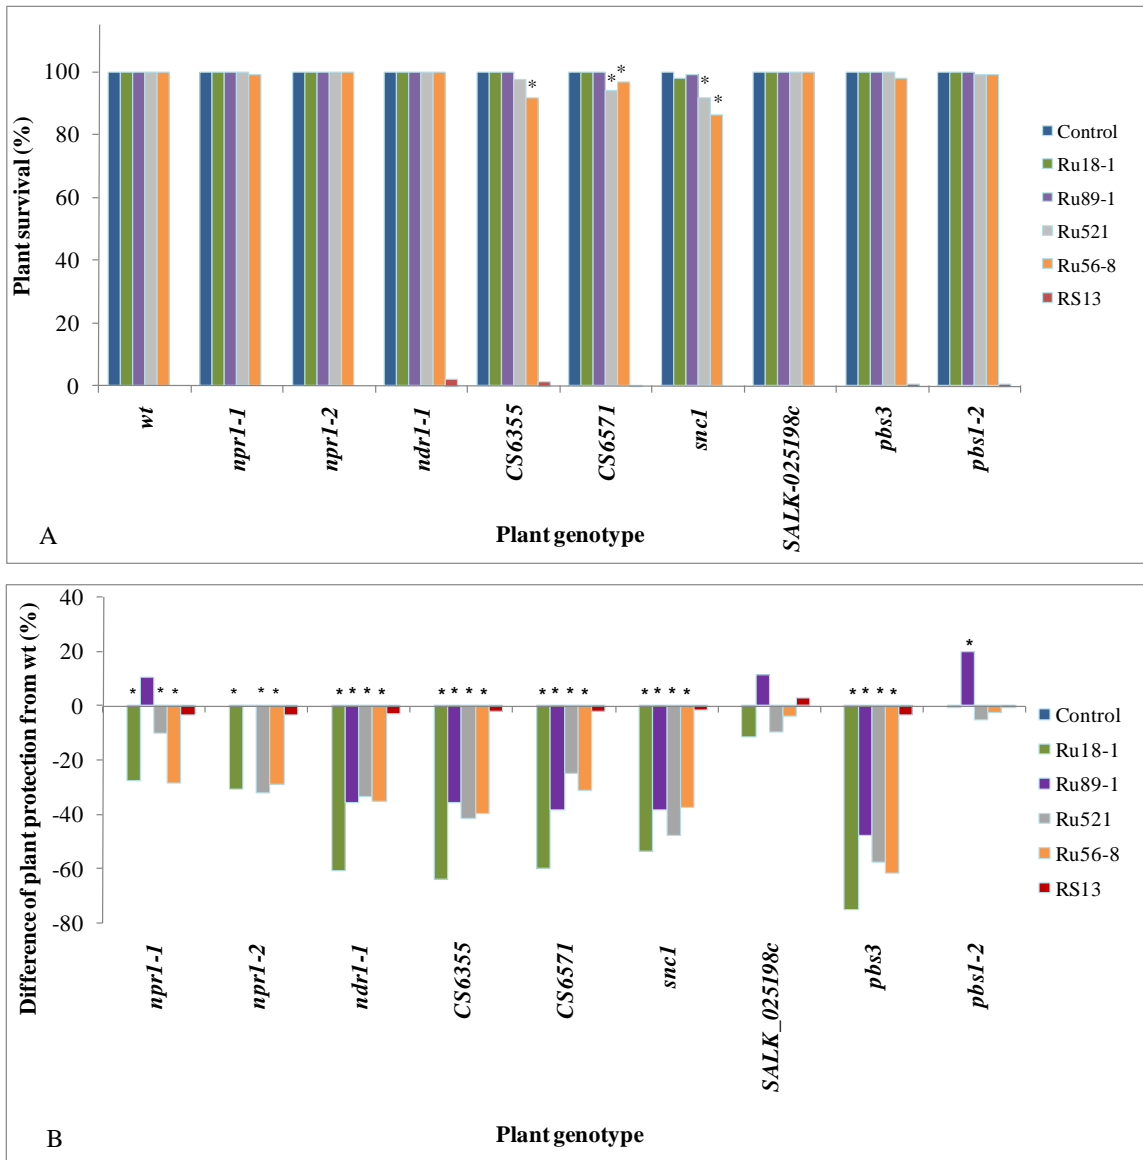 Plant survival (%)
100
80
60
40
20
0
*
* *
* *
wt
npr1-1
npr1-2
ndr1-1
CS6355
CS6571
snc1
SALK-025198c
pbs3
pbs1-2
Plant genotype
A
Control
Ru18-1
Ru89-1
Ru521
Ru56-8
RS13
Difference of plant protection from wt (%)
40
20
0
-20
-40
-60
-80
* * *
* * *
* * * *
* * * *
* * * *
* * * *
* * * *
*
npr1-1
npr1-2
ndr1-1
CS6355
CS6571
snc1
SALK_025198c
pbs3
pbs1-2
Plant genotype
B
Control
Ru18-1
Ru89-1
Ru521
Ru56-8
RS13